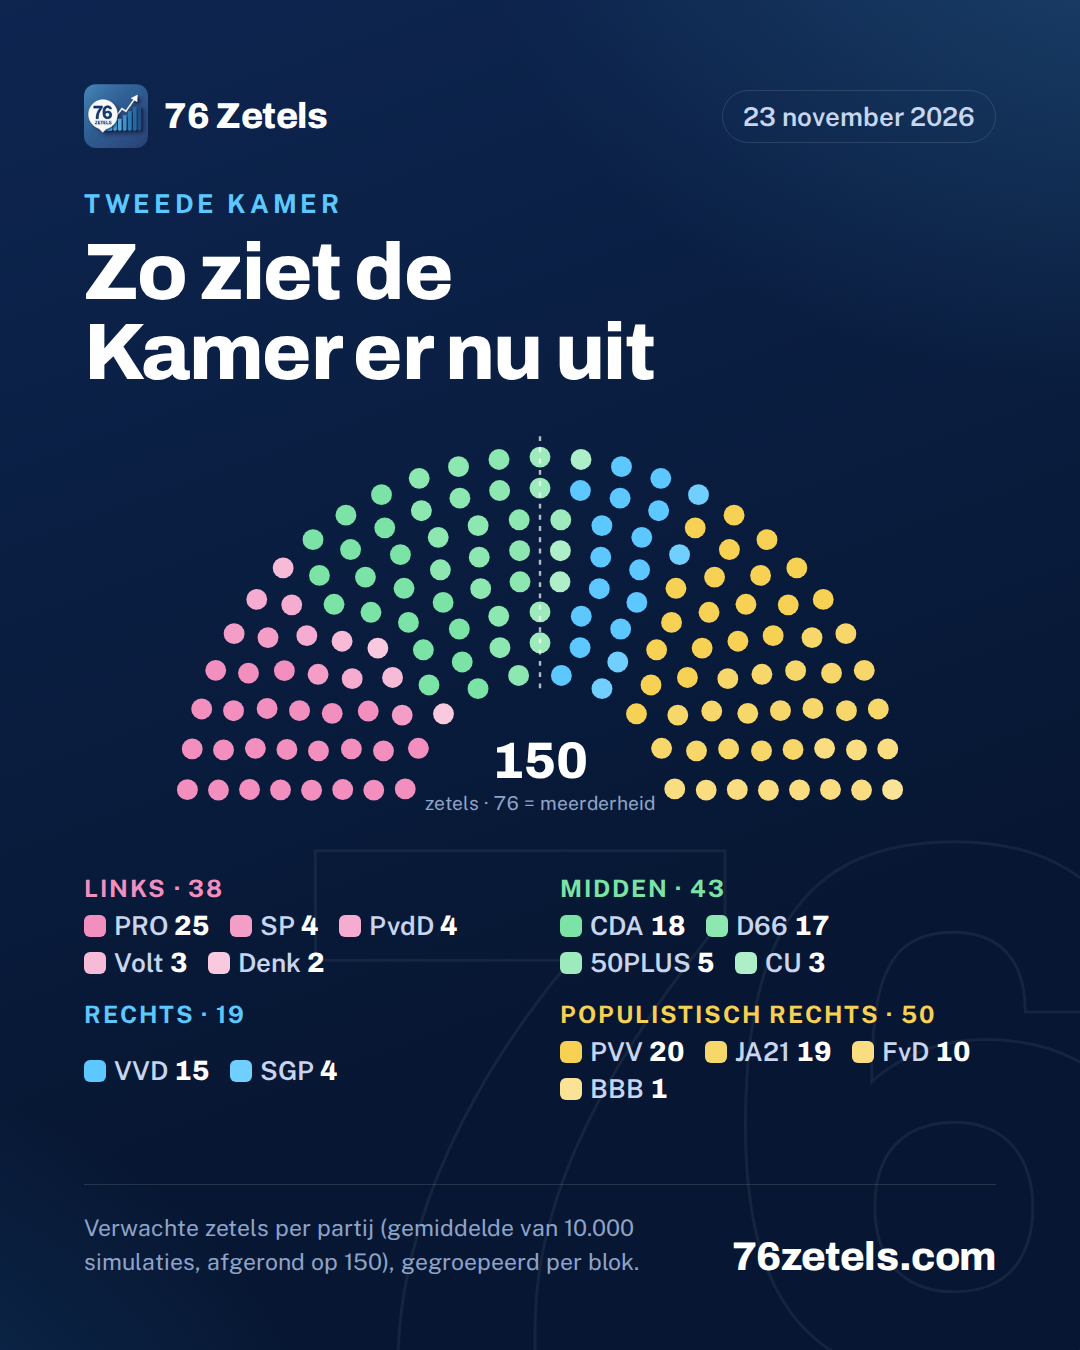 76 ZETELS
76 Zetels
23 november 2026
TWEEDE KAMER
Zo ziet de
Kamer er nu uit
150
zetels · 76 = meerderheid
LINKS · 38
PRO 25 SP 4 PvdD 4
Volt 3 Denk 2
MIDDEN · 43
CDA 18 D66 17
50PLUS 5 CU 3
RECHTS · 19
VVD 15 SGP 4
POPULISTISCH RECHTS · 50
PVV 20 JA21 19 FvD 10
BBB 1
Verwachte zetels per partij (gemiddelde van 10.000
simulaties, afgerond op 150), gegroepeerd per blok.
76zetels.com
76